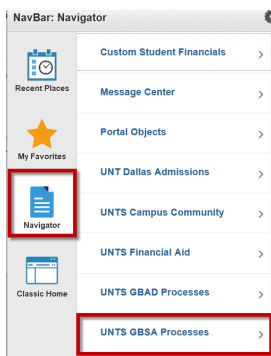 NavBar: Navigator
Recent Places
My Favorites
Navigator
Classic Home
Custom Student Financials
Message Center
Portal Objects
UNT Dallas Admissions
UNTS Campus Community
UNTS Financial Aid
UNTS GBAD Processes
UNTS GBSA Processes